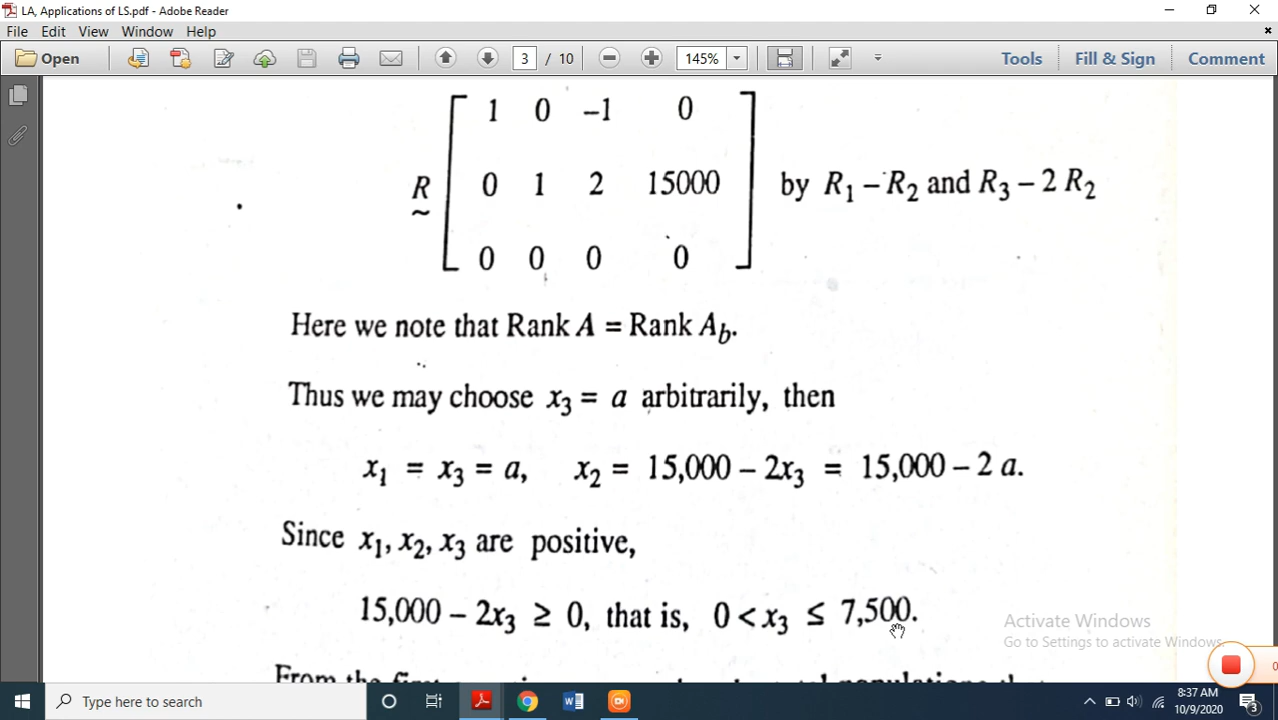 LA, Applications of LS.pdf - Adobe Reader
File Edit View Window Help
Open 3 / 10 145% Tools Fill & Sign Comment
1 0 –1 0
R ~ 0 1 2 15000 by R₁ – R₂ and R₃ – 2 R₂
0 0 0 0
Here we note that Rank A = Rank A_b.
Thus we may choose x₃ = a arbitrarily, then
x₁ = x₃ = a, x₂ = 15,000 – 2x₃ = 15,000 – 2 a.
Since x₁, x₂, x₃ are positive,
15,000 – 2x₃ ≥ 0, that is, 0 < x₃ ≤ 7,500.
Activate Windows
Go to Settings to activate Windows.
From the
Type here to search
8:37 AM
10/9/2020
3